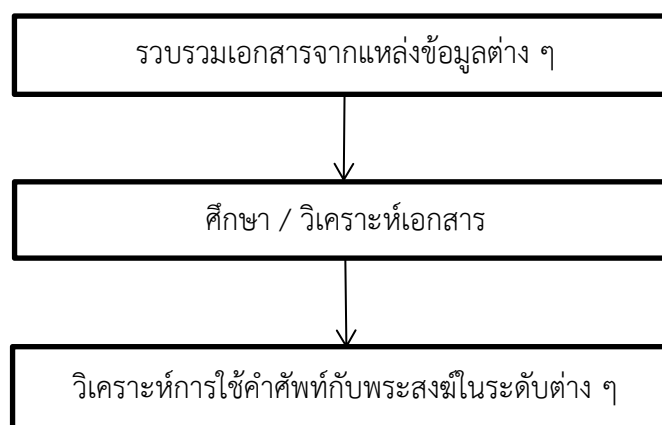 รวบรวมเอกสารจากแหล่งข้อมูลต่าง ๆ
ศึกษา / วิเคราะห์เอกสาร
วิเคราะห์การใช้คำศัพท์กับพระสงฆ์ในระดับต่าง ๆ